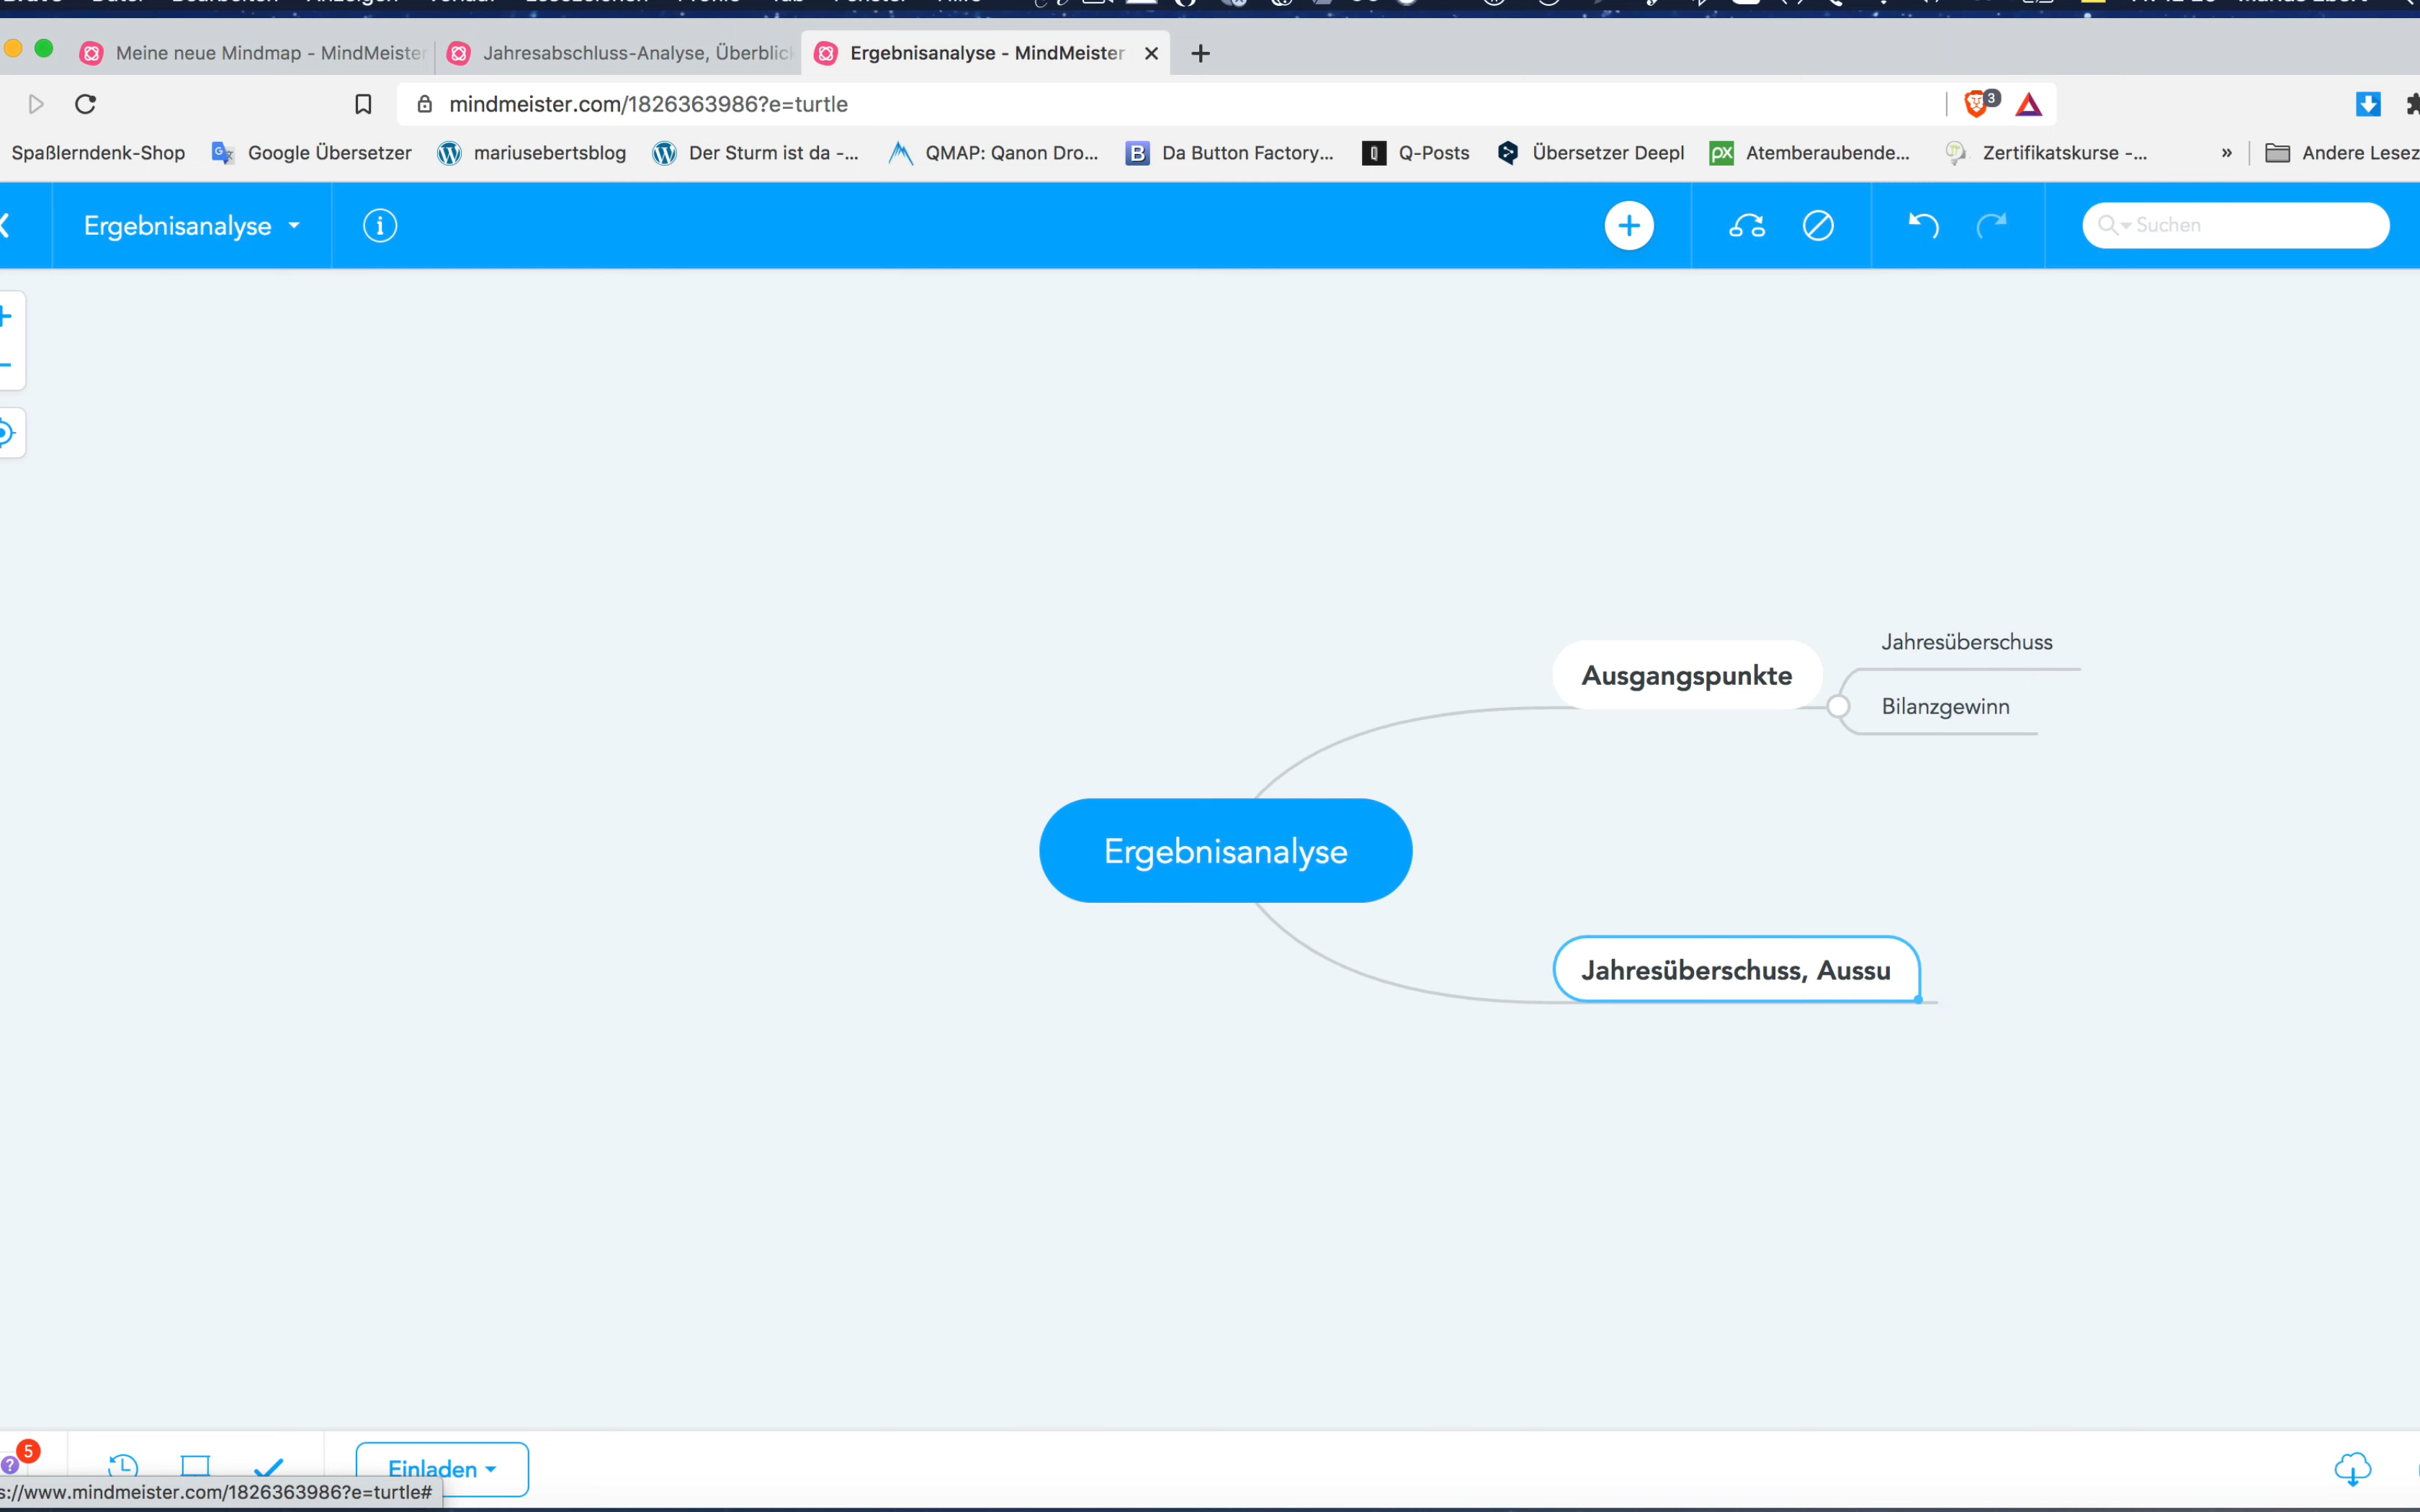 Meine neue Mindmap - MindMeister
Jahresabschluss-Analyse, Überblick
Ergebnisanalyse - MindMeister
mindmeister.com/1826363986?e=turtle
3
Spaßlerndenk-Shop
Google Übersetzer
mariusebertsblog
Der Sturm ist da -...
QMAP: Qanon Dro...
B
Da Button Factory...
Q-Posts
Übersetzer Deepl
px
Atemberaubende...
Zertifikatskurse -...
»
Andere Lesez
Ergebnisanalyse
Suchen
Jahresüberschuss
Ausgangspunkte
Bilanzgewinn
Ergebnisanalyse
Jahresüberschuss, Aussu
5
?
Einladen
s://www.mindmeister.com/1826363986?e=turtle#